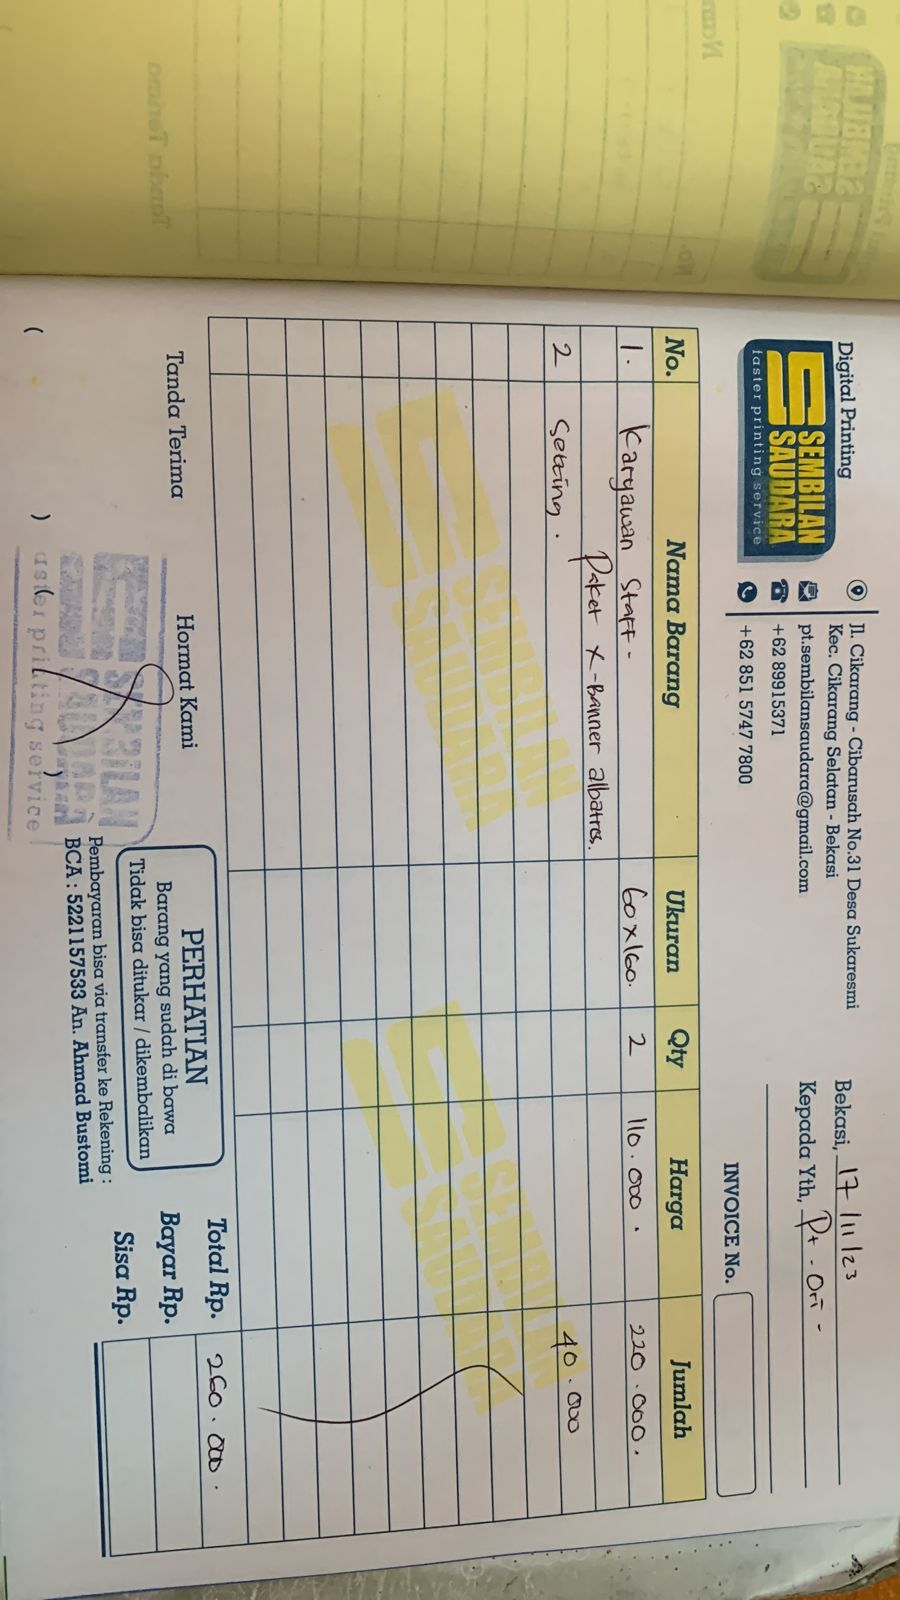 Digital Printing
SEMBILAN
SAUDARA
faster printing service
Jl. Cikarang - Cibarusah No.31 Desa Sukaresmi
Kec. Cikarang Selatan - Bekasi
pt.sembilansaudara@gmail.com
+62 89915371
+62 851 5747 7800
Bekasi, 17/11/23
Kepada Yth, Pt - Ori -
INVOICE No.
No. Nama Barang Ukuran Qty Harga Jumlah
1. Karyawan Staff - 60x160. 2 110.000. 220.000.
Paket X-Banner albatros.
2 Setting. 40.000
SEMBILAN
SAUDARA
SEMBILAN
SAUDARA
Tanda Terima
( )
Hormat Kami
( )
SEMBILAN
SAUDARA
faster printing service
PERHATIAN
Barang yang sudah di bawa
Tidak bisa ditukar / dikembalikan
Pembayaran bisa via transfer ke Rekening :
BCA : 5221157533 An. Ahmad Bustomi
Total Rp. 260.000.
Bayar Rp.
Sisa Rp.